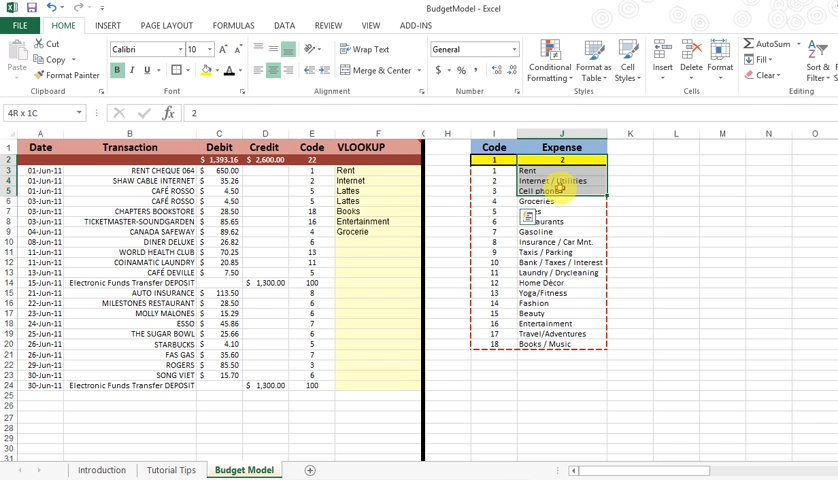 BudgetModel - Excel
FILE HOME INSERT PAGE LAYOUT FORMULAS DATA REVIEW VIEW ADD-INS
Cut
Copy
Paste
Format Painter
Calibri 10
B I U
Wrap Text
Merge & Center
General
$ %
Conditional Formatting
Format as Table
Cell Styles
Insert Delete Format
AutoSum
Fill
Clear
Sort &
Filter
Clipboard Font Alignment Number Styles Cells Editing
4R x 1C fx 2
A B C D E F G H I J K L M N O
1 Date Transaction Debit Credit Code VLOOKUP Code Expense
2 $ 1,393.16 $ 2,600.00 22 1 2
3 01-Jun-11 RENT CHEQUE 064 $ 650.00 1 Rent 1 Rent
4 01-Jun-11 SHAW CABLE INTERNET $ 35.26 2 Internet 2 Internet / Utilities
5 01-Jun-11 CAFÉ ROSSO $ 4.50 5 Lattes 3 Cell phone
6 01-Jun-11 CAFÉ ROSSO $ 4.50 5 Lattes 4 Groceries
7 03-Jun-11 CHAPTERS BOOKSTORE $ 28.50 18 Books 5 es
8 03-Jun-11 TICKETMASTER-SOUNDGARDEN $ 85.65 16 Entertainment 6 aurants
9 04-Jun-11 CANADA SAFEWAY $ 89.62 4 Grocerie 7 Gasoline
10 08-Jun-11 DINER DELUXE $ 26.82 6 8 Insurance / Car Mnt.
11 11-Jun-11 WORLD HEALTH CLUB $ 70.25 13 9 Taxis / Parking
12 11-Jun-11 COINAMATIC LAUNDRY $ 20.85 11 10 Bank / Taxes / Interest
13 13-Jun-11 CAFÉ DEVILLE $ 7.50 5 11 Laundry / Drycleaning
14 15-Jun-11 Electronic Funds Transfer DEPOSIT $ 1,300.00 100 12 Home Décor
15 15-Jun-11 AUTO INSURANCE $ 113.50 8 13 Yoga/Fitness
16 22-Jun-11 MILESTONES RESTAURANT $ 28.50 6 14 Fashion
17 23-Jun-11 MOLLY MALONES $ 15.29 6 15 Beauty
18 24-Jun-11 ESSO $ 45.86 7 16 Entertainment
19 25-Jun-11 THE SUGAR BOWL $ 25.66 6 17 Travel/Adventures
20 26-Jun-11 STARBUCKS $ 4.10 5 18 Books / Music
21 26-Jun-11 FAS GAS $ 35.60 7
22 29-Jun-11 ROGERS $ 85.50 3
23 30-Jun-11 SONG VIET $ 15.70 6
24 30-Jun-11 Electronic Funds Transfer DEPOSIT $ 1,300.00 100
25
26
27
28
29
30
31
Introduction Tutorial Tips Budget Model